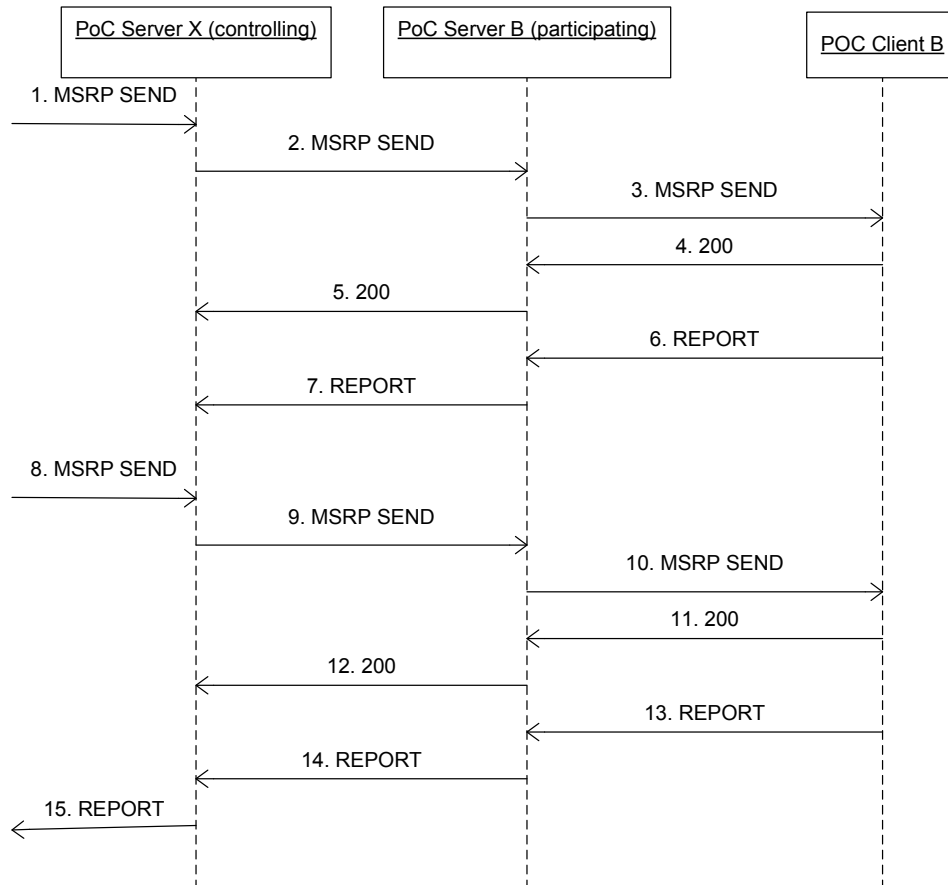 PoC Server X (controlling)
PoC Server B (participating)
POC Client B
1. MSRP SEND
2. MSRP SEND
3. MSRP SEND
4. 200
5. 200
6. REPORT
7. REPORT
8. MSRP SEND
9. MSRP SEND
10. MSRP SEND
11. 200
12. 200
13. REPORT
14. REPORT
15. REPORT